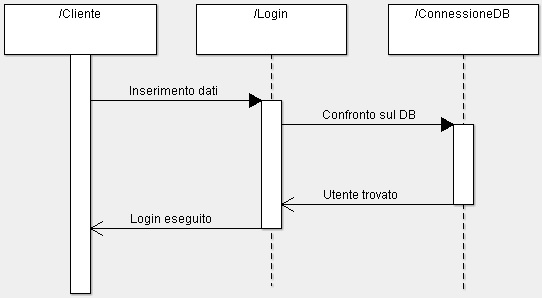 /Cliente
/Login
/ConnessioneDB
Inserimento dati
Confronto sul DB
Utente trovato
Login eseguito